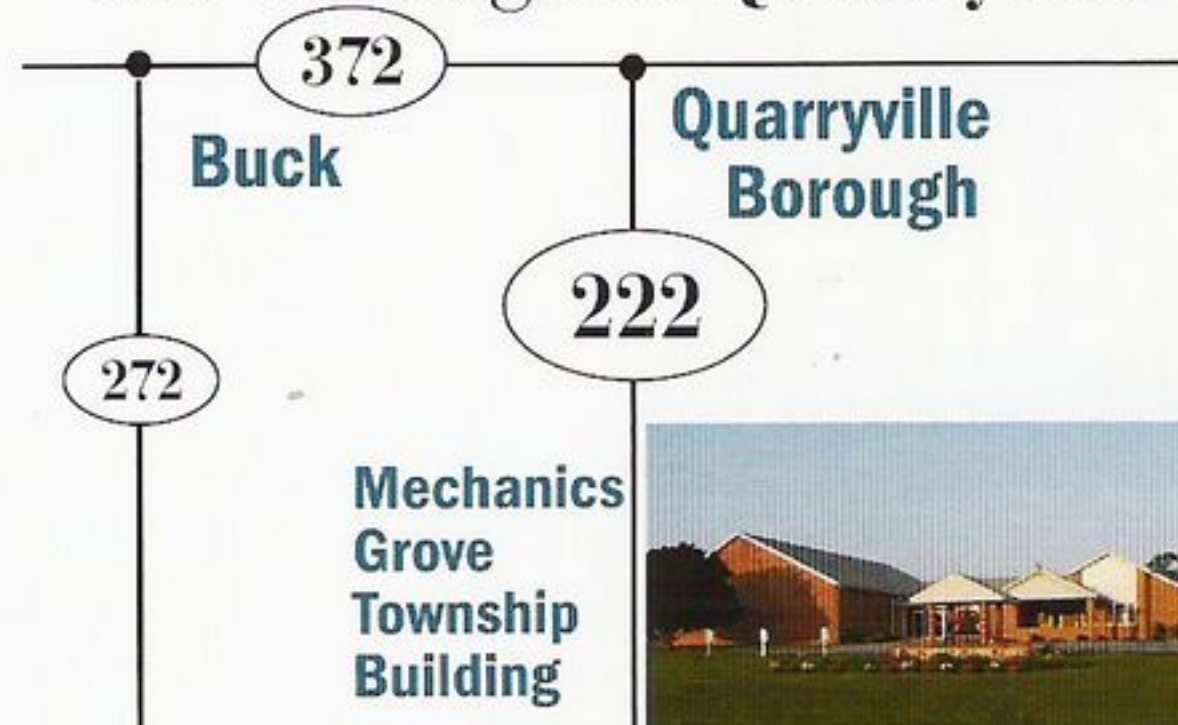 372
Buck
Quarryville
Borough
222
272
Mechanics
Grove
Township
Building